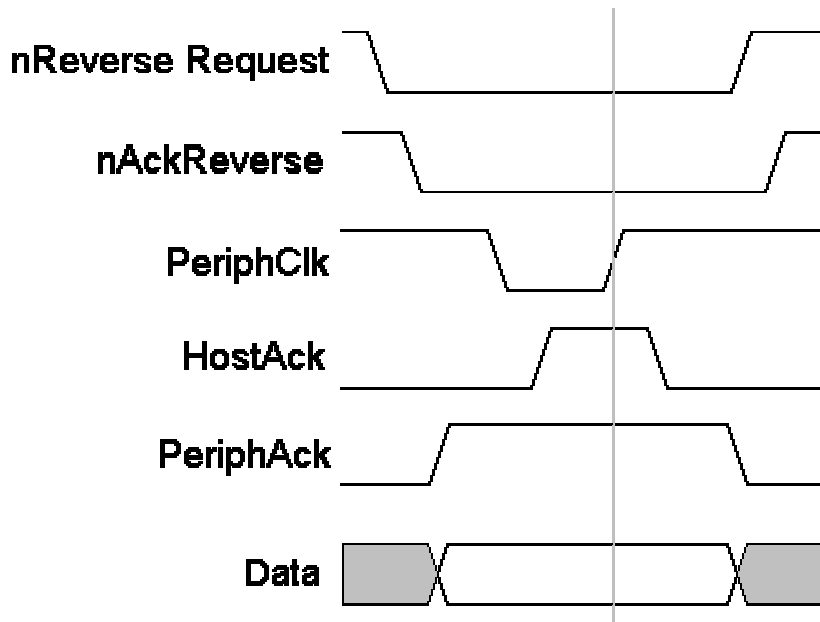 nReverse Request
nAckReverse
PeriphClk
HostAck
PeriphAck
Data